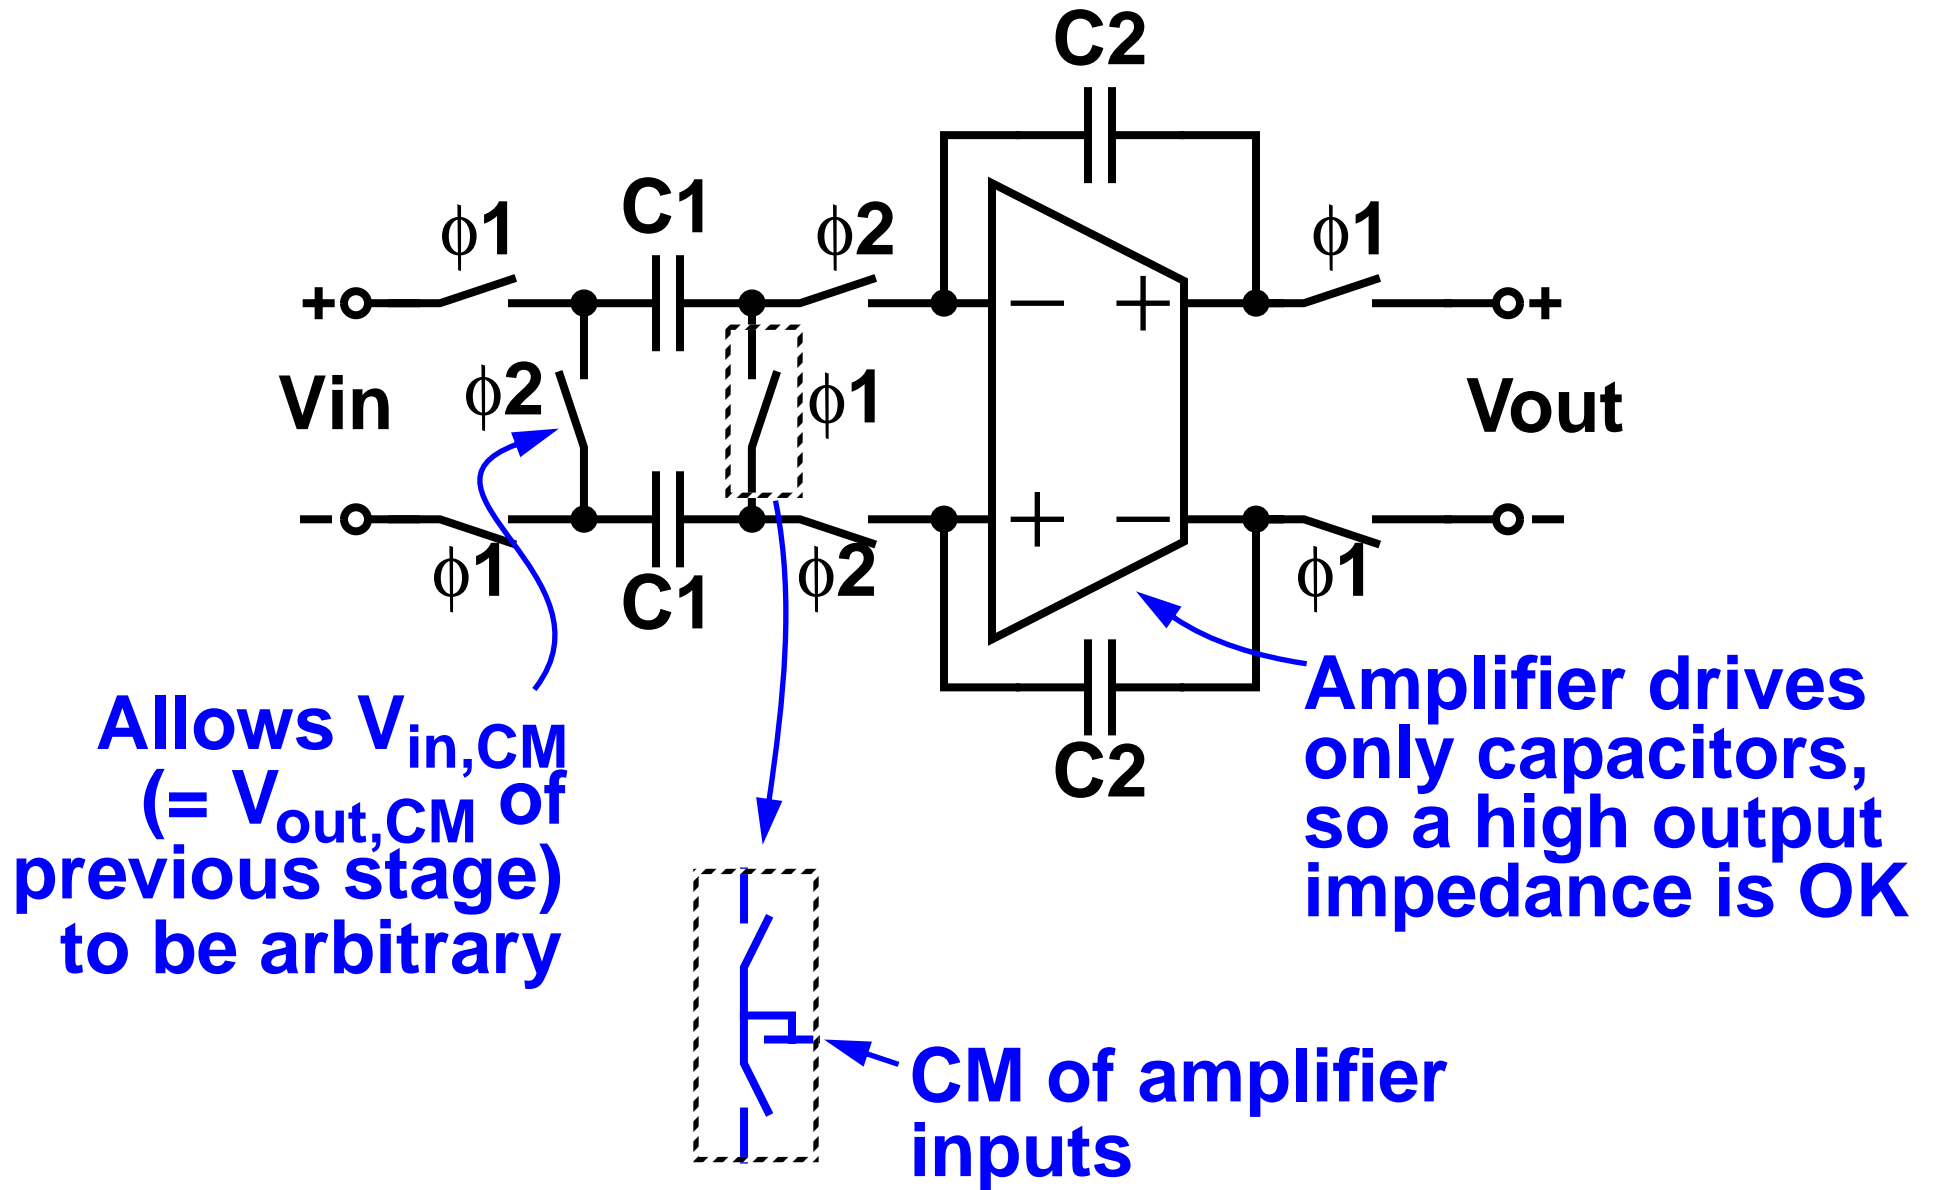 C2
C1
ϕ1
ϕ2
ϕ1
+
− +
+
Vin
ϕ2
ϕ1
Vout
−
+ −
−
ϕ1
C1
ϕ2
ϕ1
C2
Allows Vin,CM
(= Vout,CM of
previous stage)
to be arbitrary
Amplifier drives
only capacitors,
so a high output
impedance is OK
CM of amplifier
inputs